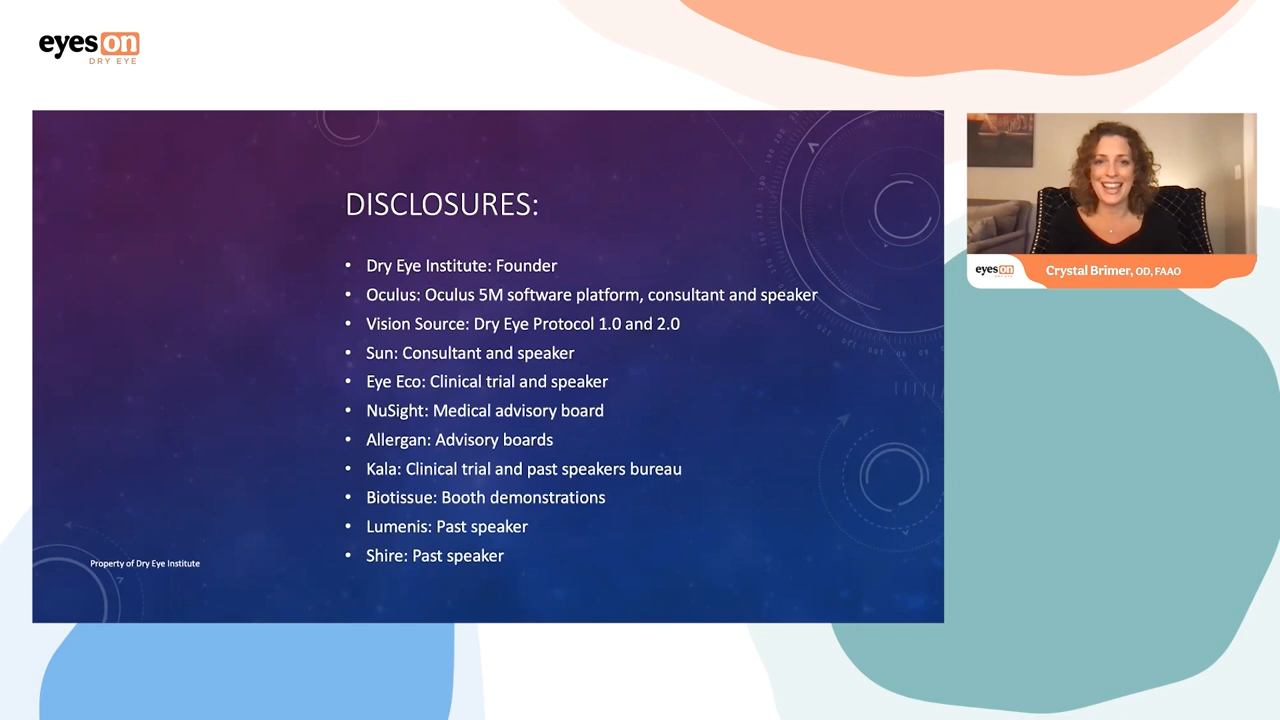 eyes on
DRY EYE
DISCLOSURES:
• Dry Eye Institute: Founder
• Oculus: Oculus 5M software platform, consultant and speaker
• Vision Source: Dry Eye Protocol 1.0 and 2.0
• Sun: Consultant and speaker
• Eye Eco: Clinical trial and speaker
• NuSight: Medical advisory board
• Allergan: Advisory boards
• Kala: Clinical trial and past speakers bureau
• Biotissue: Booth demonstrations
• Lumenis: Past speaker
• Shire: Past speaker
Property of Dry Eye Institute
eyes on
DRY EYE
Crystal Brimer, OD, FAAO